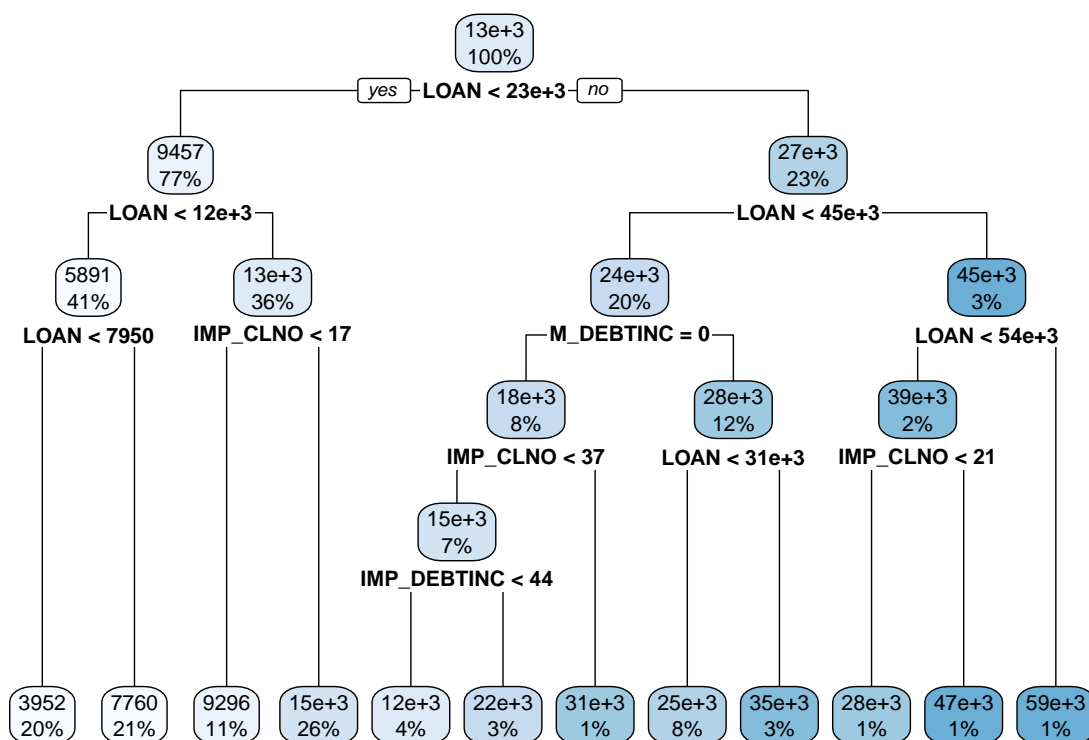 13e+3
100%
yes LOAN < 23e+3 no
9457
77%
27e+3
23%
LOAN < 12e+3
LOAN < 45e+3
5891
41%
13e+3
36%
24e+3
20%
45e+3
3%
LOAN < 7950
IMP_CLNO < 17
M_DEBTINC = 0
LOAN < 54e+3
18e+3
8%
28e+3
12%
39e+3
2%
IMP_CLNO < 37
LOAN < 31e+3
IMP_CLNO < 21
15e+3
7%
IMP_DEBTINC < 44
3952
20%
7760
21%
9296
11%
15e+3
26%
12e+3
4%
22e+3
3%
31e+3
1%
25e+3
8%
35e+3
3%
28e+3
1%
47e+3
1%
59e+3
1%